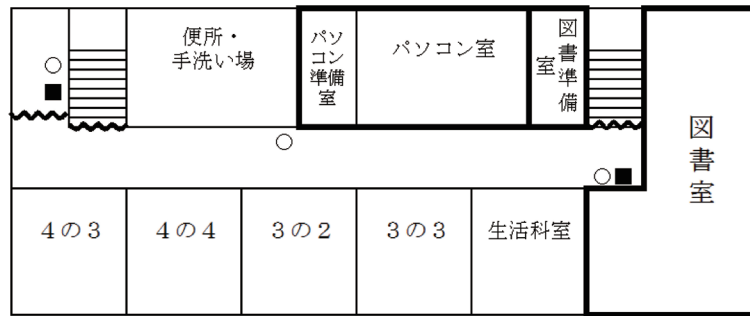 便所・
手洗い場
パソ
コン
準備
室
パソコン室
図書準備
室
図書室
４の３
４の４
３の２
３の３
生活科室